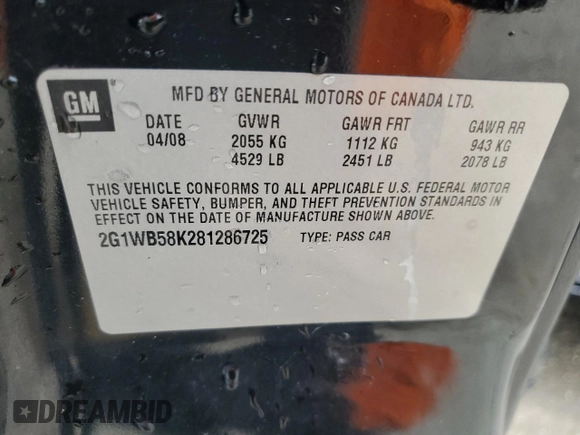 GM
MFD BY GENERAL MOTORS OF CANADA LTD.
DATE GVWR GAWR FRT GAWR RR
04/08 2055 KG 1112 KG 943 KG
4529 LB 2451 LB 2078 LB
THIS VEHICLE CONFORMS TO ALL APPLICABLE U.S. FEDERAL MOTOR
VEHICLE SAFETY, BUMPER, AND THEFT PREVENTION STANDARDS IN
EFFECT ON THE DATE OF MANUFACTURE SHOWN ABOVE.
2G1WB58K281286725 TYPE: PASS CAR
DREAMBID